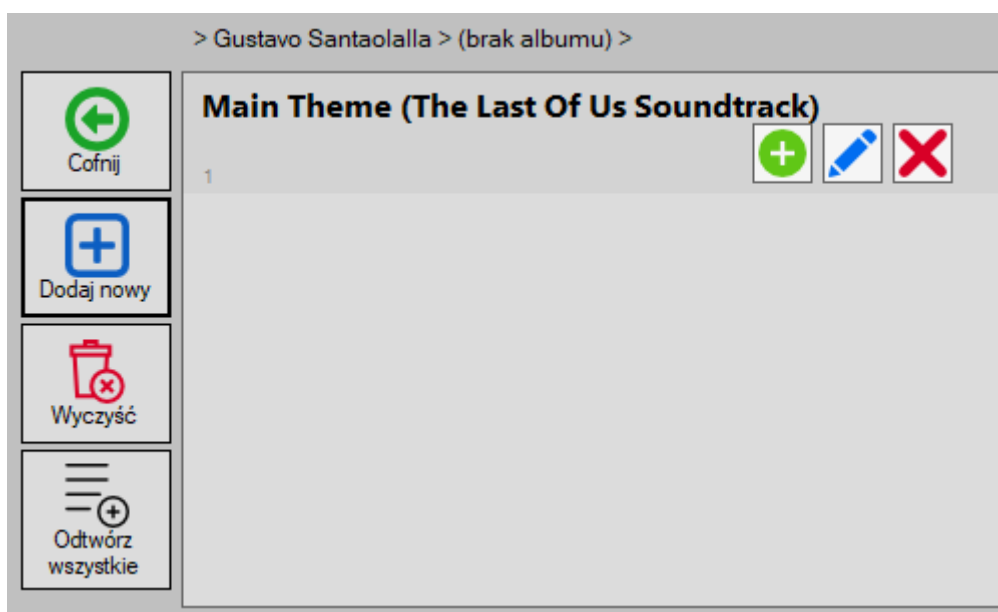 > Gustavo Santaolalla > (brak albumu) >
Cofnij
Main Theme (The Last Of Us Soundtrack)
1
Dodaj nowy
Wyczyść
Odtwórz
wszystkie